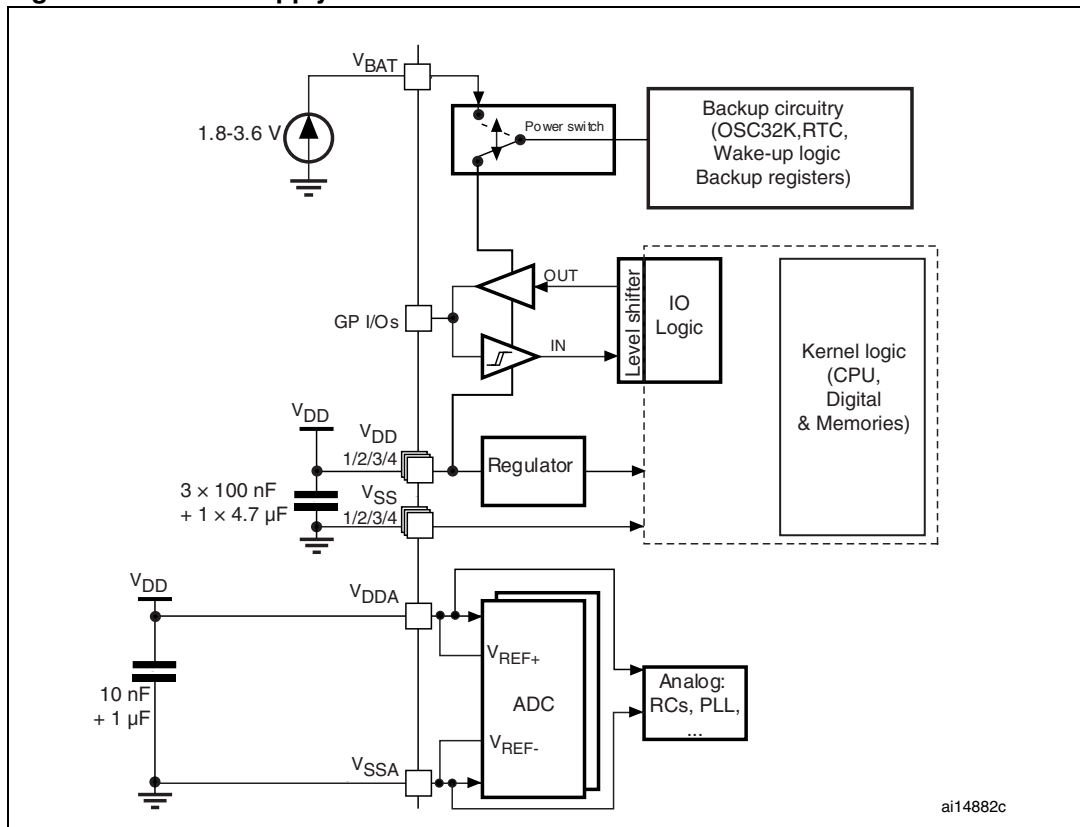 VBAT
1.8-3.6 V
Power switch
Backup circuitry
(OSC32K,RTC,
Wake-up logic
Backup registers)
OUT
GP I/Os
IN
Level shifter
IO
Logic
Kernel logic
(CPU,
Digital
& Memories)
VDD
VDD
1/2/3/4
Regulator
3 × 100 nF
+ 1 × 4.7 µF
VSS
1/2/3/4
VDD
VDDA
VREF+
10 nF
+ 1 µF
ADC
Analog:
RCs, PLL,
...
VREF-
VSSA
ai14882c